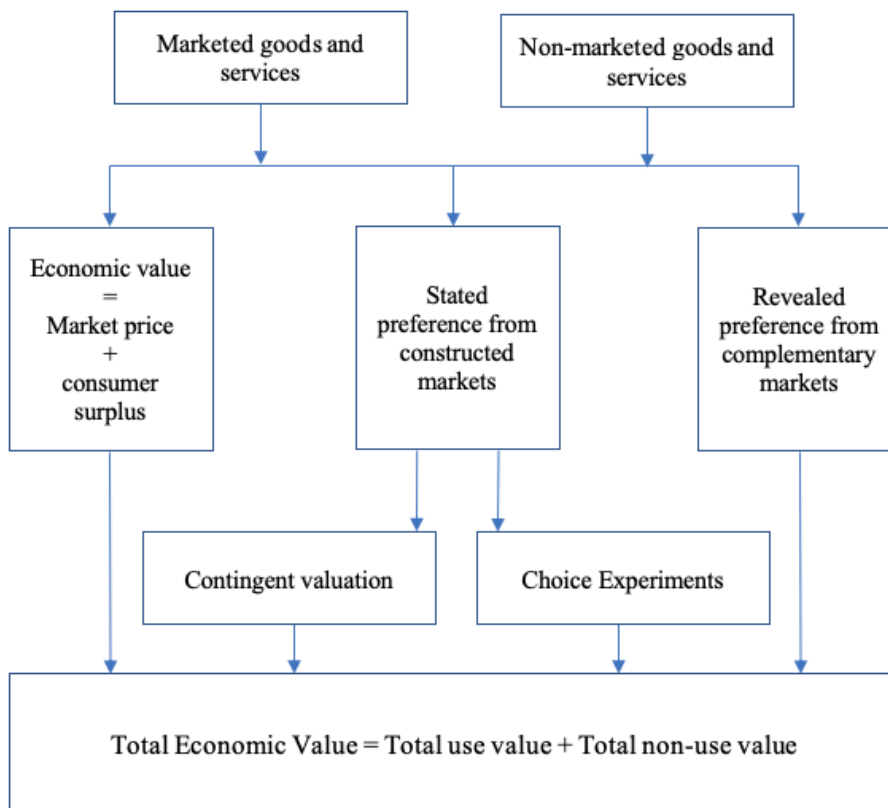 Marketed goods and
services
Non-marketed goods and
services
Economic value
=
Market price
+
consumer
surplus
Stated
preference from
constructed
markets
Revealed
preference from
complementary
markets
Contingent valuation
Choice Experiments
Total Economic Value = Total use value + Total non-use value